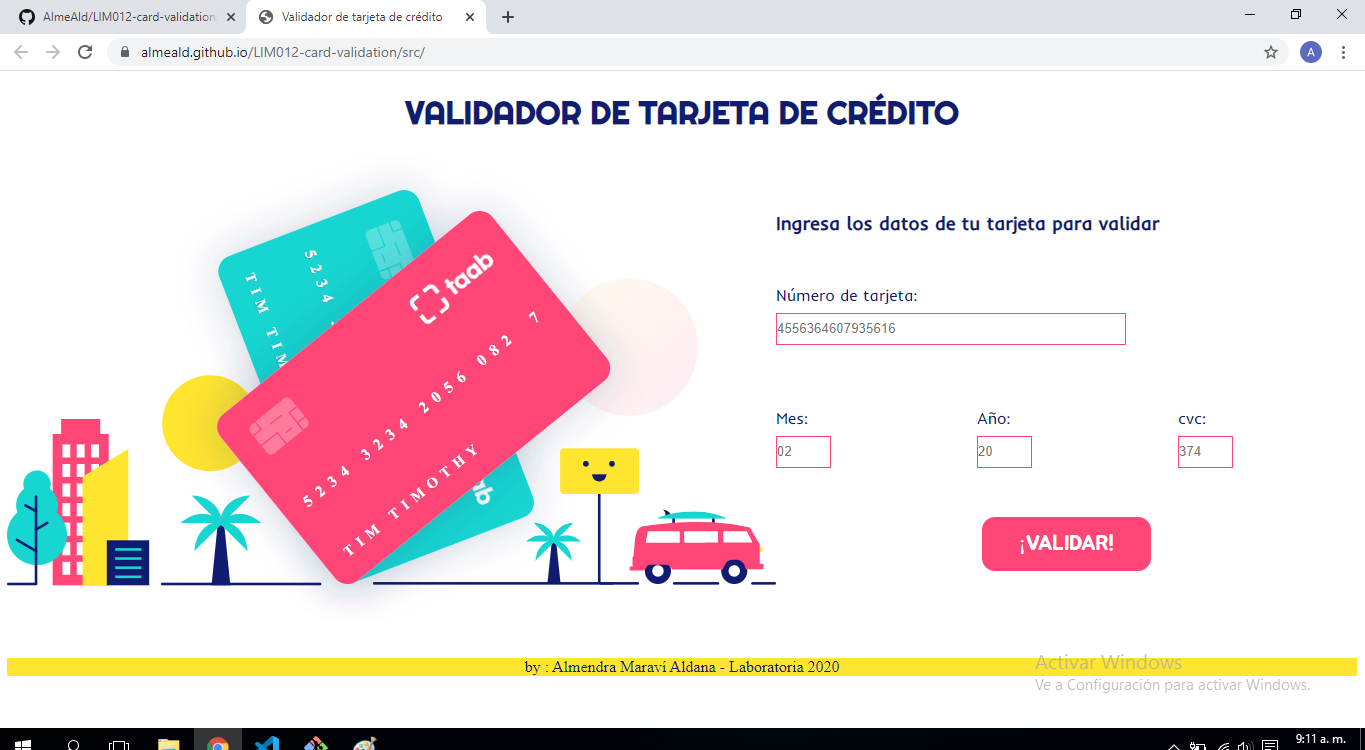 AlmeAld/LIM012-card-validation
Validador de tarjeta de crédito
almeald.github.io/LIM012-card-validation/src/
A
VALIDADOR DE TARJETA DE CRÉDITO
Ingresa los datos de tu tarjeta para validar
Número de tarjeta:
4556364607935616
Mes:
Año:
cvc:
02
20
374
¡VALIDAR!
5234
TIM TIM
taab
5234 3234 2056 082 7
TIM TIMOTHY
by : Almendra Maraví Aldana - Laboratoria 2020
Activar Windows
Ve a Configuración para activar Windows.
9:11 a. m.